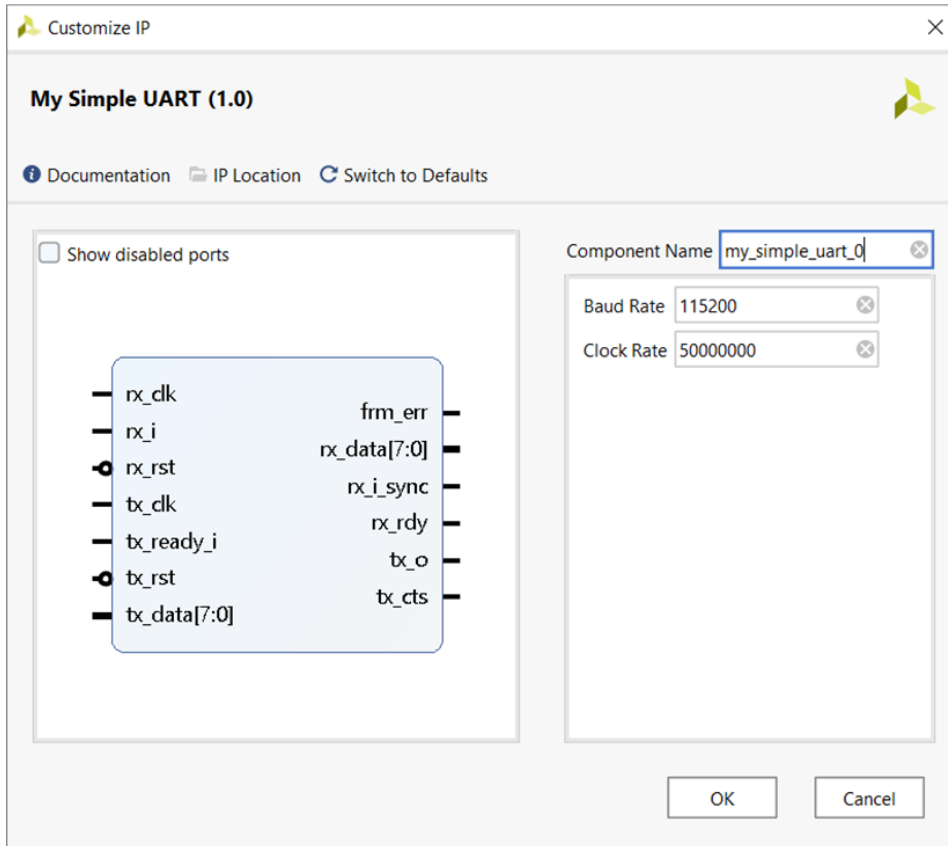 Customize IP
My Simple UART (1.0)
Documentation IP Location Switch to Defaults
Show disabled ports
rx_clk
rx_i
rx_rst
tx_clk
tx_ready_i
tx_rst
tx_data[7:0]
frm_err
rx_data[7:0]
rx_i_sync
rx_rdy
tx_o
tx_cts
Component Name my_simple_uart_0
Baud Rate 115200
Clock Rate 50000000
OK Cancel